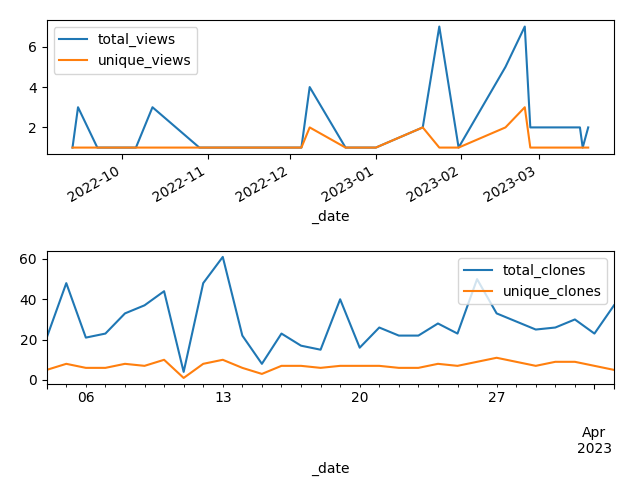 6
4
2
total_views
unique_views
2022-10
2022-11
2022-12
2023-01
2023-02
2023-03
_date
60
40
20
0
total_clones
unique_clones
06
13
20
27
Apr
2023
_date